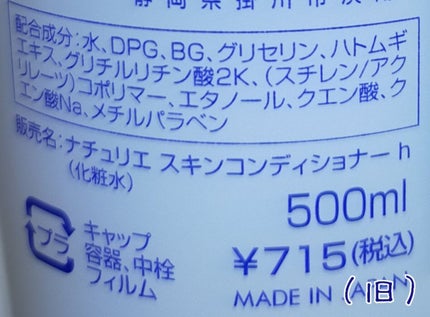 静岡県掛川市淡
配合成分：水、DPG、BG、グリセリン、ハトムギ
エキス、グリチルリチン酸2K、（スチレン/アク
リレーツ）コポリマー、エタノール、クエン酸、ク
エン酸Na、メチルパラベン
販売名：ナチュリエ スキンコンディショナー h
（化粧水）
500ml
プラ
キャップ
容器、中栓
フィルム
￥715(税込)
MADE IN JAPAN
（旧）